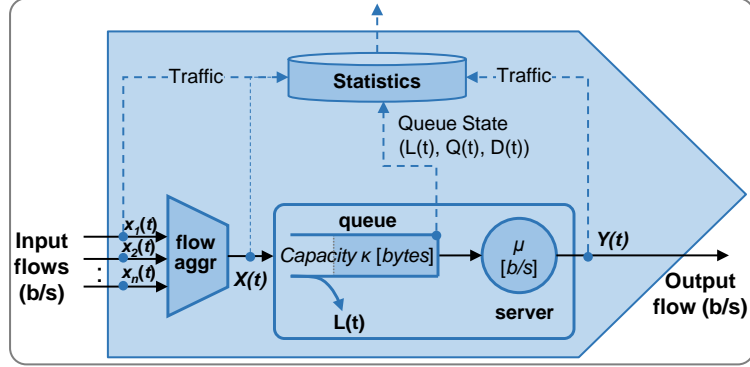 Traffic
Statistics
Traffic
Queue State
(L(t), Q(t), D(t))
Input
flows
(b/s)
x1(t)
x2(t)
⋮
xn(t)
flow
aggr
X(t)
queue
Capacity κ [bytes]
L(t)
μ
[b/s]
server
Y(t)
Output
flow (b/s)